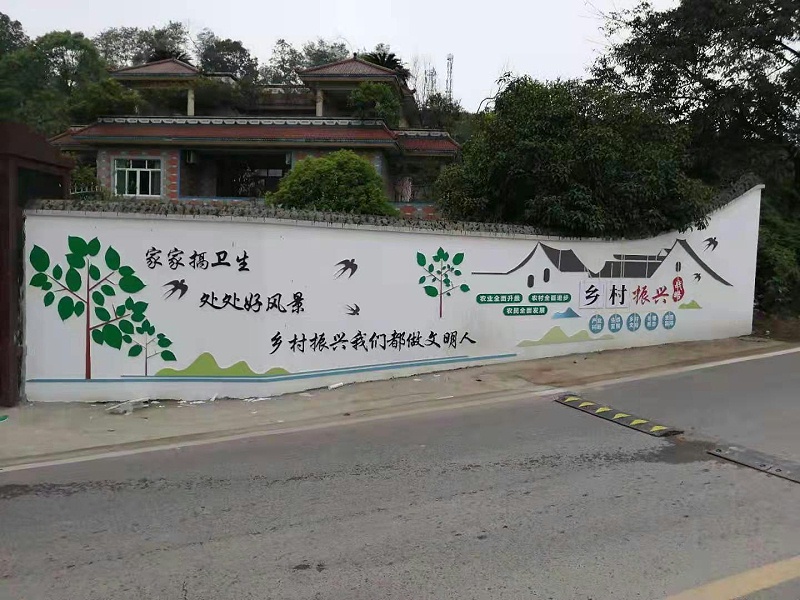 家家搞卫生
处处好风景
乡村振兴我们都做文明人
农业全面升级
农村全面进步
农民全面发展
乡村振兴
战略